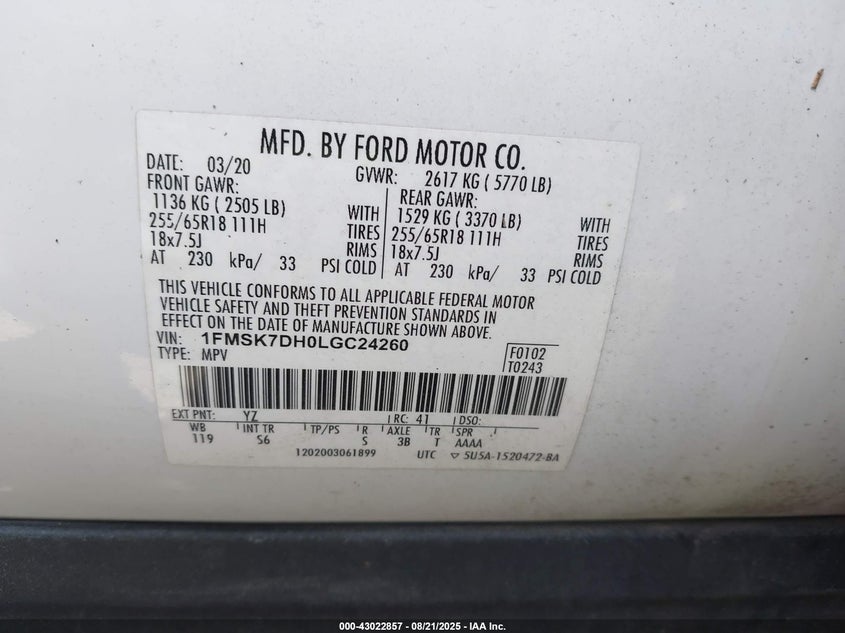 MFD. BY FORD MOTOR CO.
DATE: 03/20 GVWR: 2617 KG ( 5770 LB)
FRONT GAWR: REAR GAWR:
1136 KG ( 2505 LB) WITH 1529 KG ( 3370 LB) WITH
255/65R18 111H TIRES 255/65R18 111H TIRES
18x7.5J RIMS 18x7.5J RIMS
AT 230 kPa/ 33 PSI COLD AT 230 kPa/ 33 PSI COLD
THIS VEHICLE CONFORMS TO ALL APPLICABLE FEDERAL MOTOR
VEHICLE SAFETY AND THEFT PREVENTION STANDARDS IN
EFFECT ON THE DATE OF MANUFACTURE SHOWN ABOVE.
VIN: 1FMSK7DH0LGC24260
TYPE: MPV
F0102
T0243
EXT PNT: YZ RC: 41 DSO:
WB INT TR TP/PS R AXLE TR SPR
119 S6 S 3B T AAAA
1202003061899 UTC ▽ 5U5A-1520472-BA
000-43022857 - 08/21/2025 - IAA Inc.